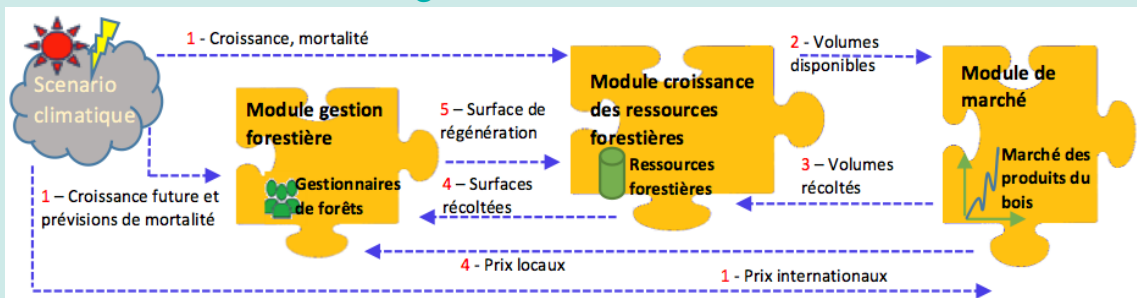 1 - Croissance, mortalité
2 - Volumes
disponibles
Scenario
climatique
Module gestion
forestière
5 – Surface de
régénération
Module croissance
des ressources
forestières
Module de
marché
Gestionnaires
de forêts
4 – Surfaces
récoltées
Ressources
forestières
3 – Volumes
récoltés
Marché des
produits du
bois
1 – Croissance future et
prévisions de mortalité
4 - Prix locaux
1 - Prix internationaux